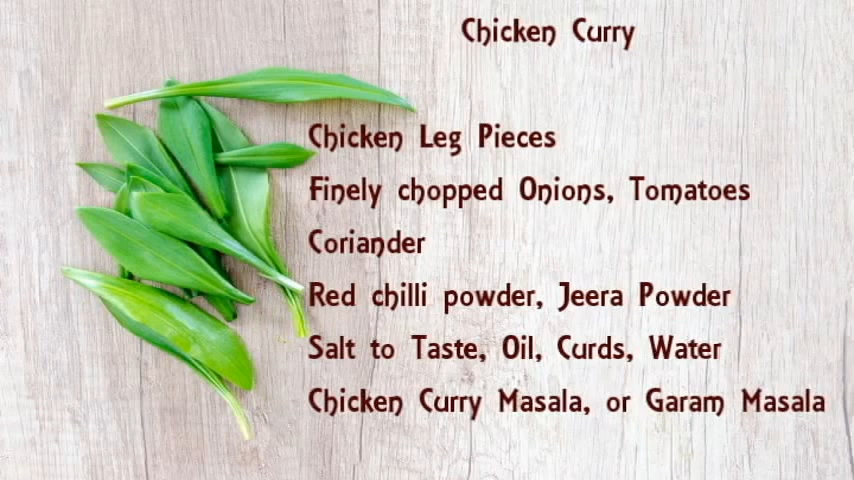 Chicken Curry
Chicken Leg Pieces
Finely chopped Onions, Tomatoes
Coriander
Red chilli powder, Jeera Powder
Salt to Taste, Oil, Curds, Water
Chicken Curry Masala, or Garam Masala